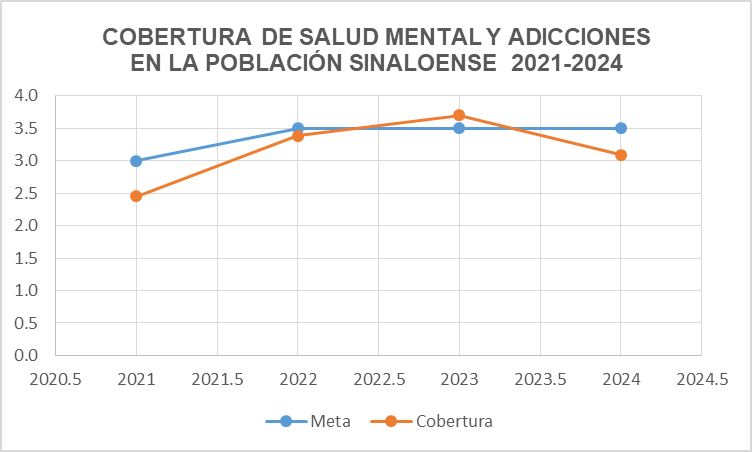 COBERTURA DE SALUD MENTAL Y ADICCIONES
EN LA POBLACIÓN SINALOENSE 2021-2024
4.0
3.5
3.0
2.5
2.0
1.5
1.0
0.5
0.0
2020.5 2021 2021.5 2022 2022.5 2023 2023.5 2024 2024.5
Meta Cobertura